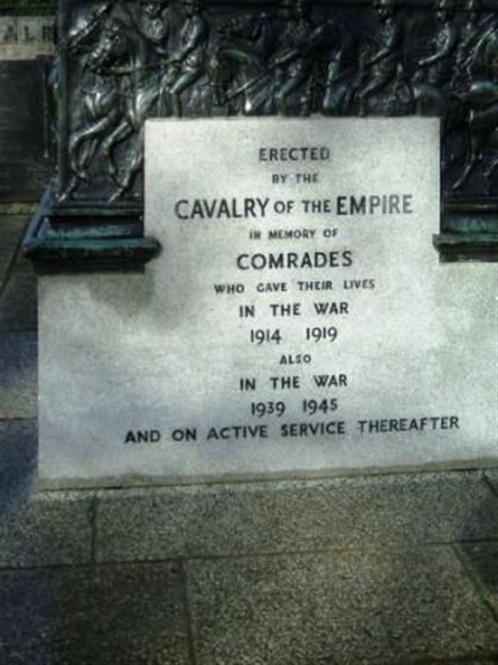 ERECTED
BY THE
CAVALRY OF THE EMPIRE
IN MEMORY OF
COMRADES
WHO GAVE THEIR LIVES
IN THE WAR
1914 1919
ALSO
IN THE WAR
1939 1945
AND ON ACTIVE SERVICE THEREAFTER